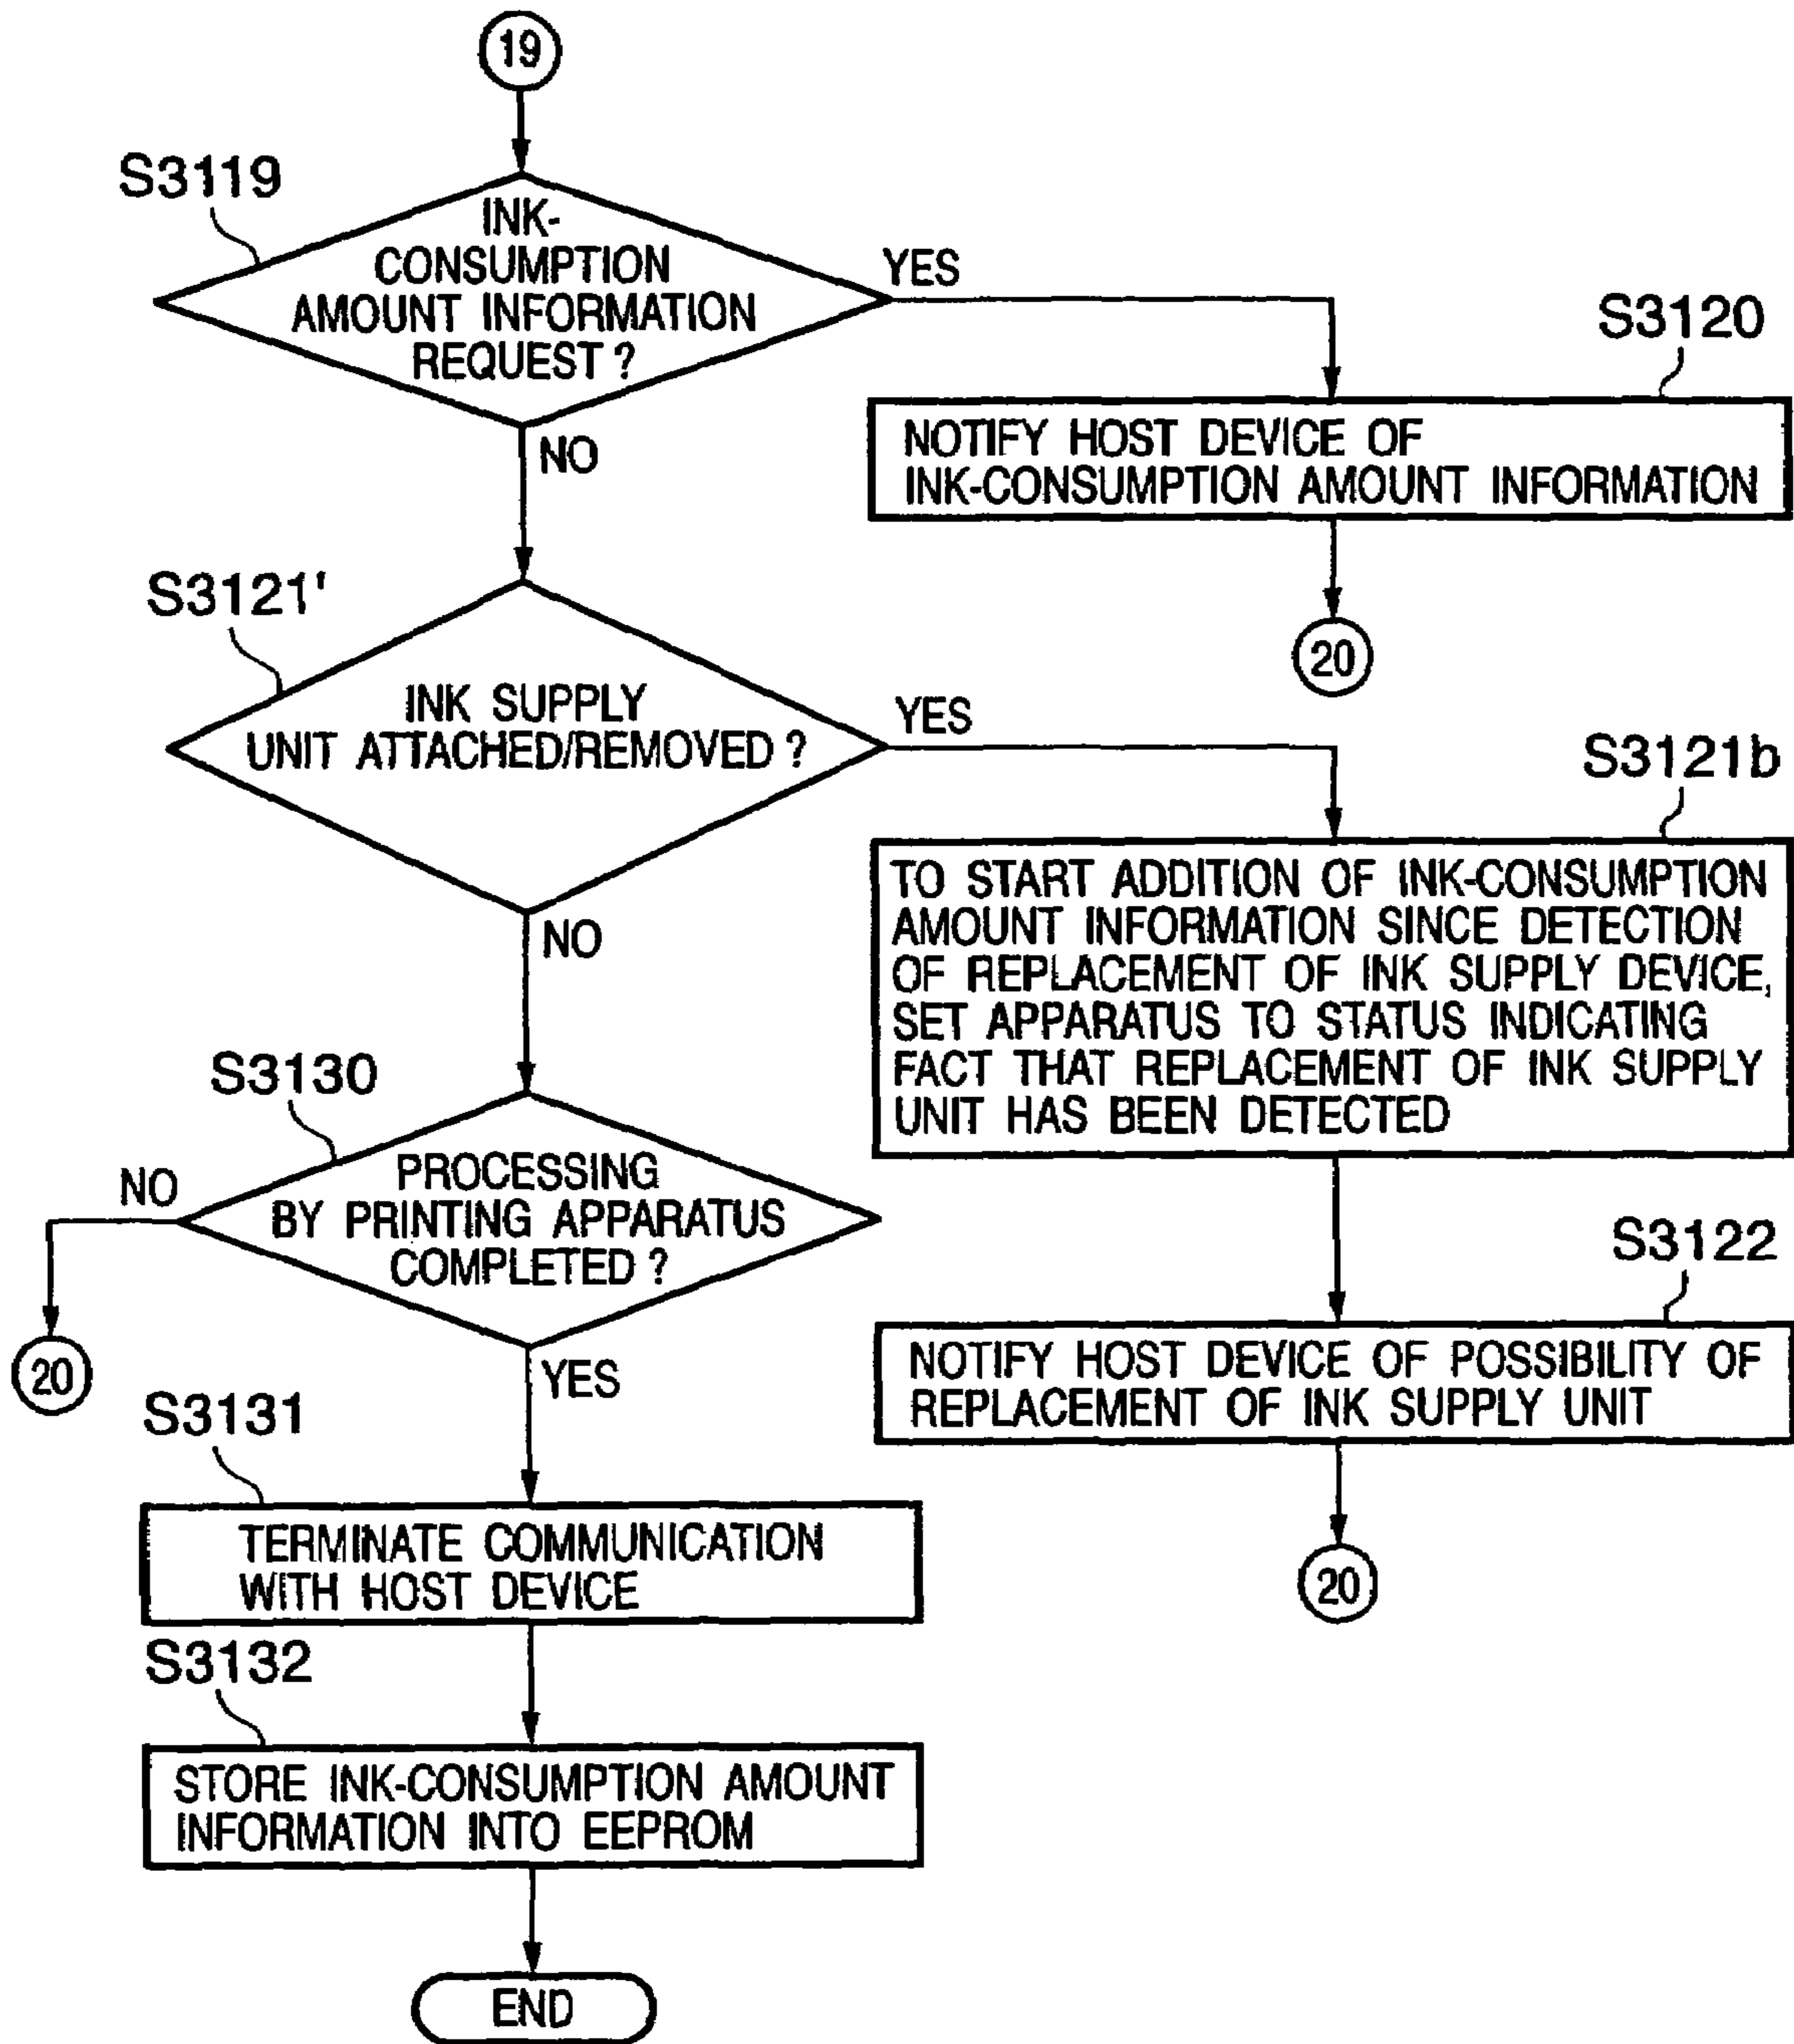 19
S3119
INK-
CONSUMPTION
AMOUNT INFORMATION
REQUEST ?
YES
NO
S3120
NOTIFY HOST DEVICE OF
INK-CONSUMPTION AMOUNT INFORMATION
20
S3121'
INK SUPPLY
UNIT ATTACHED/REMOVED ?
YES
NO
S3121b
TO START ADDITION OF INK-CONSUMPTION
AMOUNT INFORMATION SINCE DETECTION
OF REPLACEMENT OF INK SUPPLY DEVICE,
SET APPARATUS TO STATUS INDICATING
FACT THAT REPLACEMENT OF INK SUPPLY
UNIT HAS BEEN DETECTED
S3130
PROCESSING
BY PRINTING APPARATUS
COMPLETED ?
NO
20
YES
S3122
NOTIFY HOST DEVICE OF POSSIBILITY OF
REPLACEMENT OF INK SUPPLY UNIT
20
S3131
TERMINATE COMMUNICATION
WITH HOST DEVICE
S3132
STORE INK-CONSUMPTION AMOUNT
INFORMATION INTO EEPROM
END